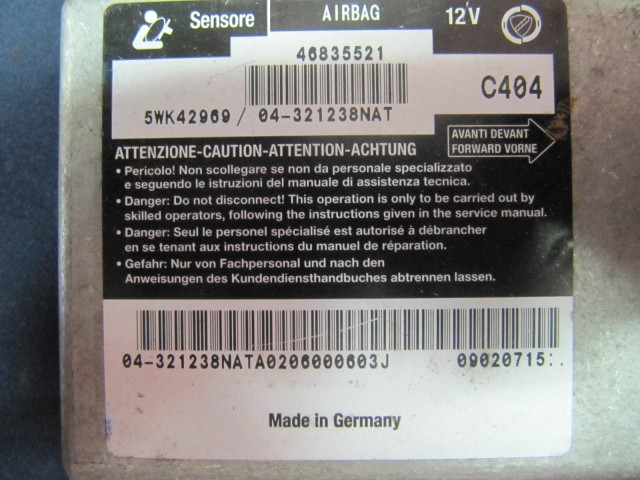 Sensore AIRBAG 12V
46835521
C404
5WK42969 / 04-321238NAT
AVANTI DEVANT
FORWARD VORNE
ATTENZIONE-CAUTION-ATTENTION-ACHTUNG
• Pericolo! Non scollegare se non da personale specializzato
e seguendo le istruzioni del manuale di assistenza tecnica.
• Danger: Do not disconnect! This operation is only to be carried out by
skilled operators, following the instructions given in the service manual.
• Danger: Seul le personel spécialisé est autorisé à débrancher
en se tenant aux instructions du manuel de réparation.
• Gefahr: Nur von Fachpersonal und nach den
Anweisungen des Kundendiensthandbuches abtrennen lassen.
04-321238NATA0206000603J 09020715:.
Made in Germany